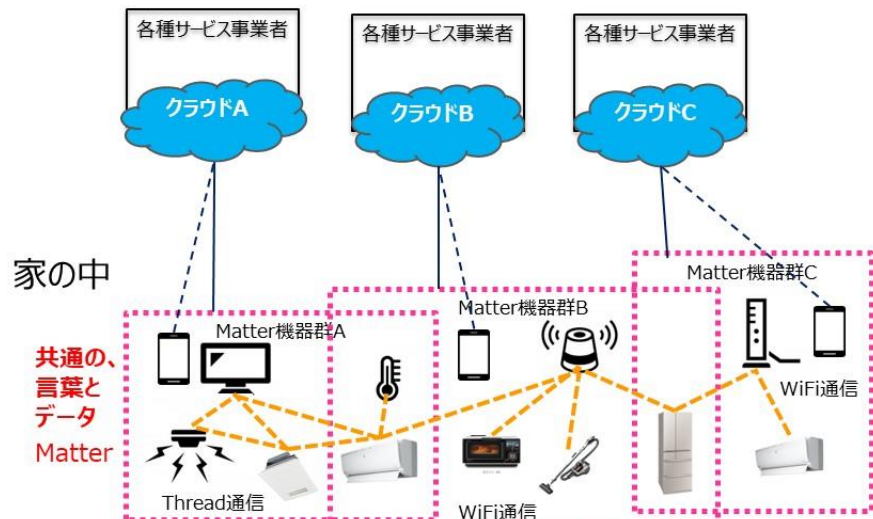 各種サービス事業者
各種サービス事業者
各種サービス事業者
クラウドA
クラウドB
クラウドC
家の中
Matter機器群A
Matter機器群B
Matter機器群C
共通の、
言葉と
データ
Matter
WiFi通信
Thread通信
WiFi通信